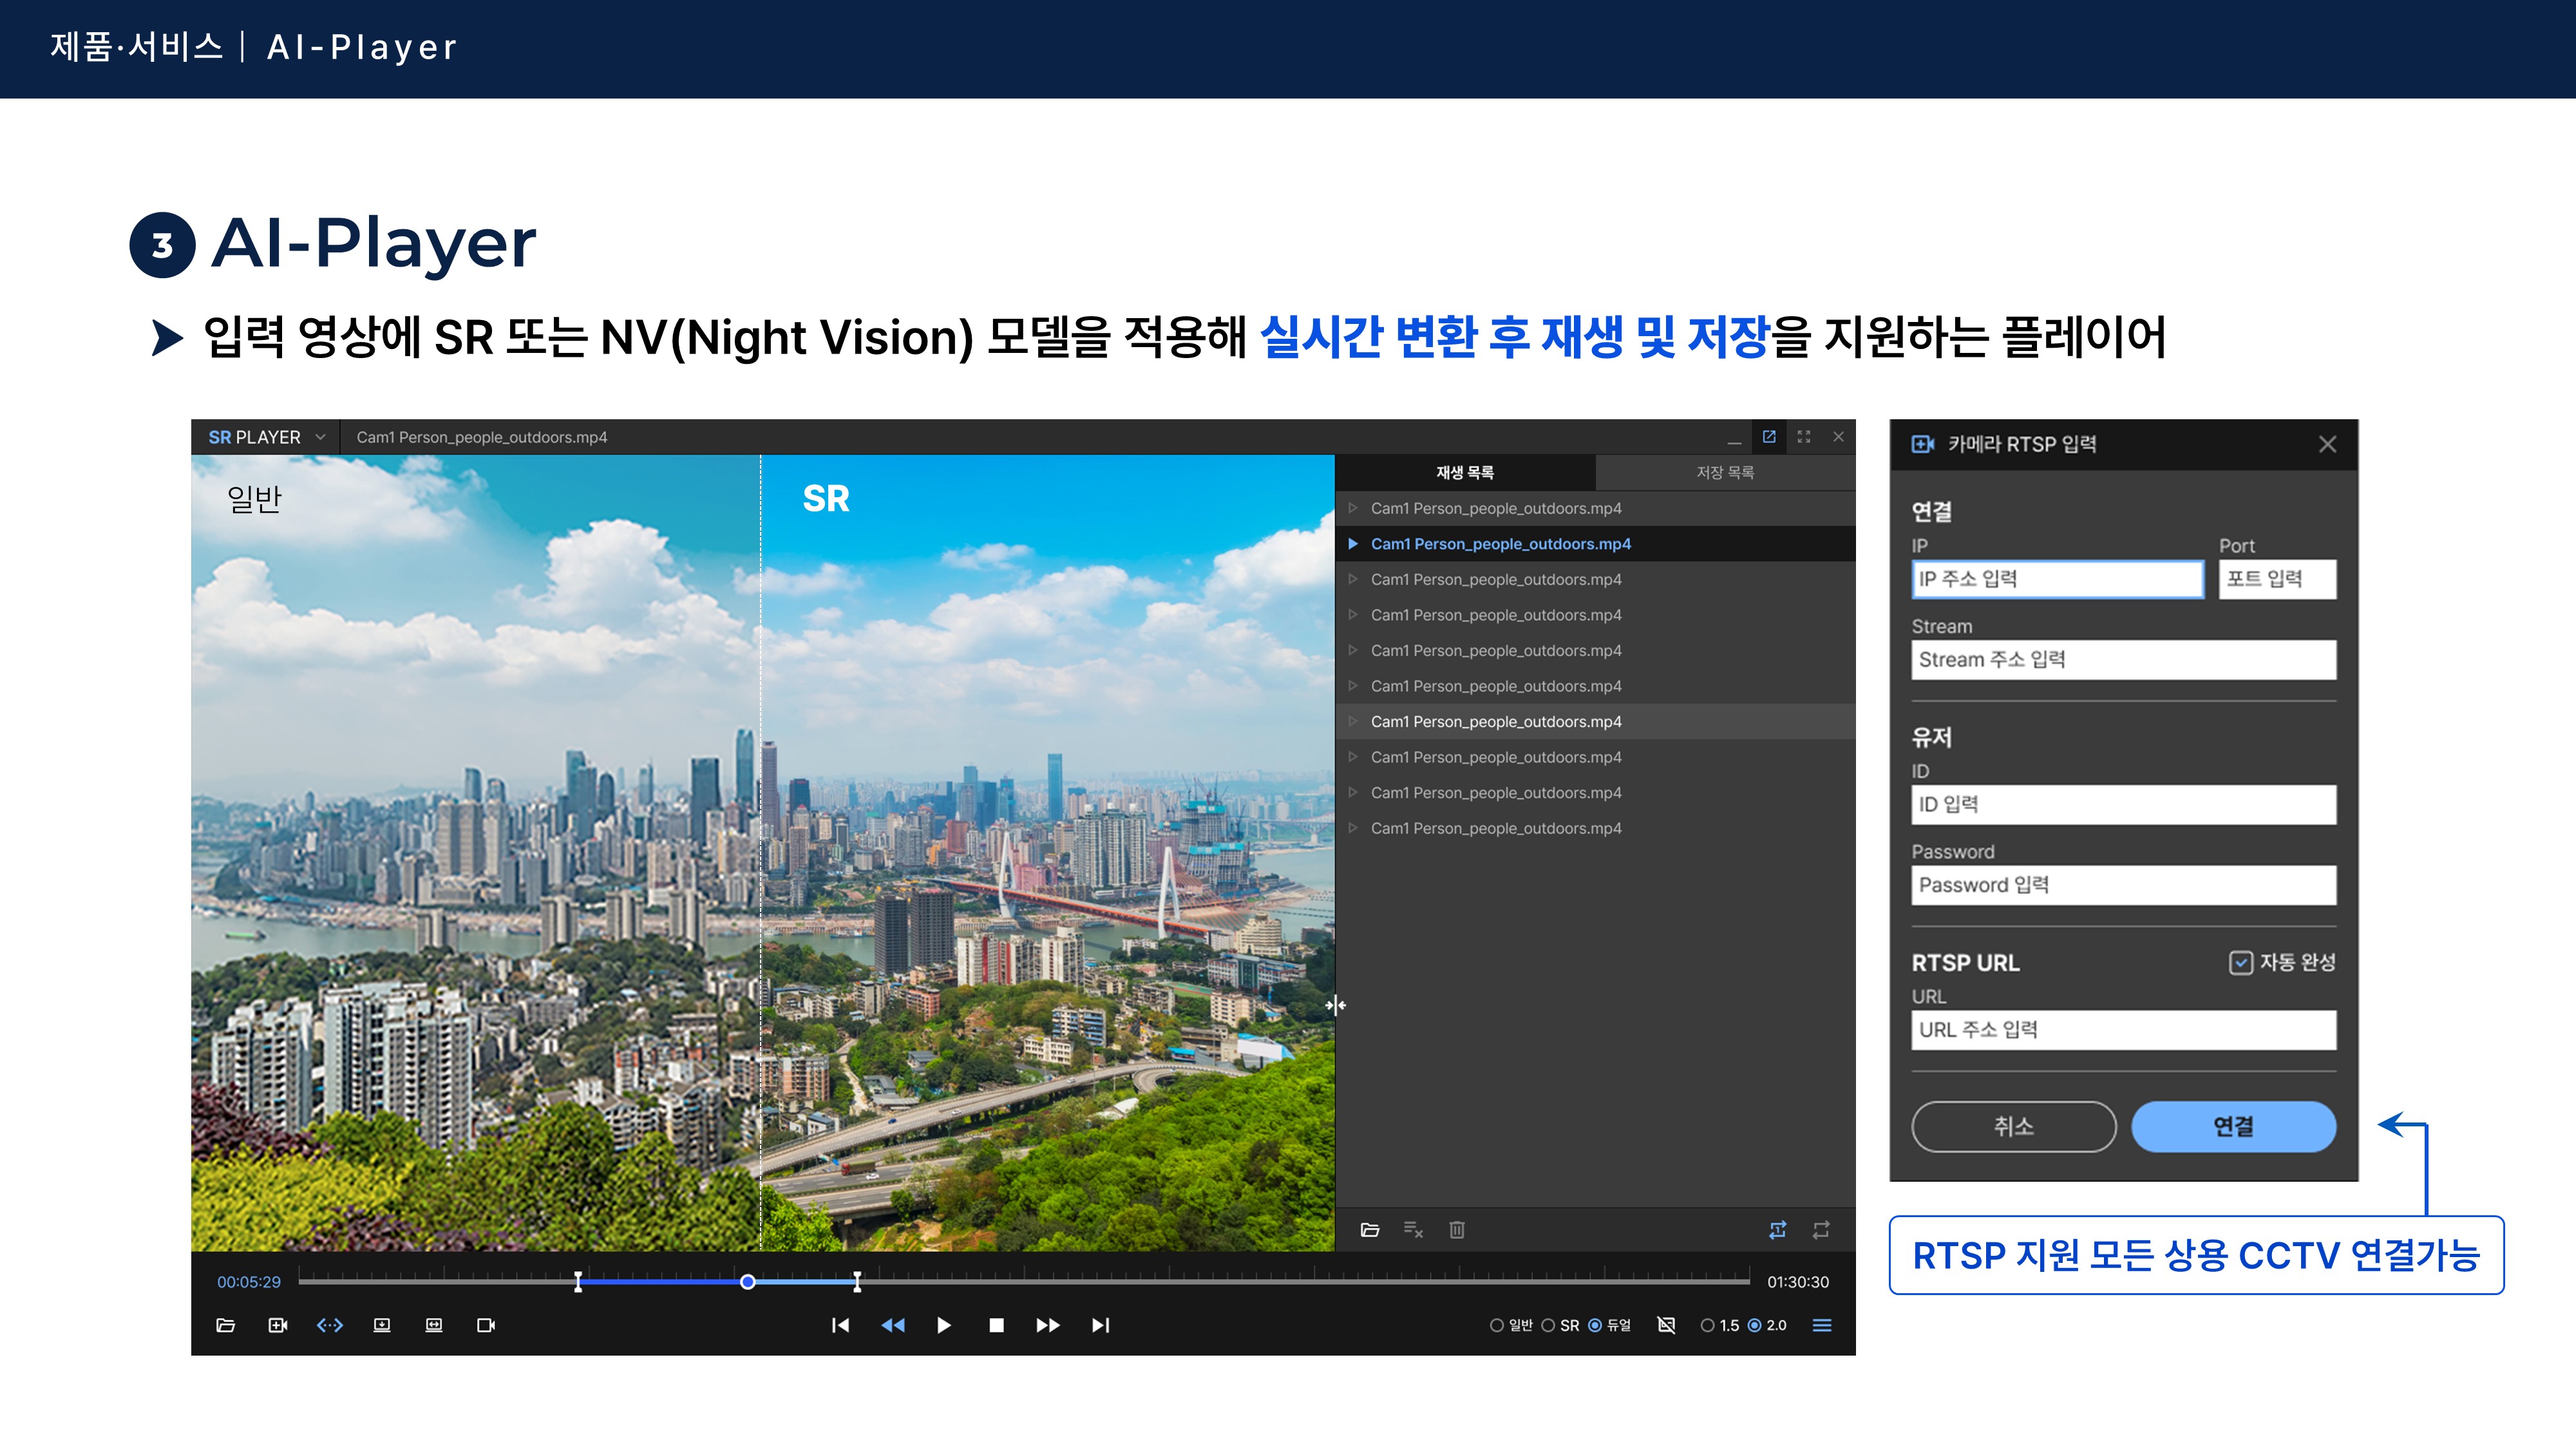 제품·서비스│ AI-Player
3 AI-Player
➤ 입력 영상에 SR 또는 NV(Night Vision) 모델을 적용해 실시간 변환 후 재생 및 저장을 지원하는 플레이어
SR PLAYER
Cam1 Person_people_outdoors.mp4
일반
SR
재생 목록
저장 목록
Cam1 Person_people_outdoors.mp4
Cam1 Person_people_outdoors.mp4
Cam1 Person_people_outdoors.mp4
Cam1 Person_people_outdoors.mp4
Cam1 Person_people_outdoors.mp4
Cam1 Person_people_outdoors.mp4
Cam1 Person_people_outdoors.mp4
Cam1 Person_people_outdoors.mp4
Cam1 Person_people_outdoors.mp4
Cam1 Person_people_outdoors.mp4
00:05:29
01:30:30
일반 SR 듀얼 1.5 2.0
카메라 RTSP 입력
연결
IP Port
IP 주소 입력 포트 입력
Stream
Stream 주소 입력
유저
ID
ID 입력
Password
Password 입력
RTSP URL 자동 완성
URL
URL 주소 입력
취소 연결
RTSP 지원 모든 상용 CCTV 연결가능